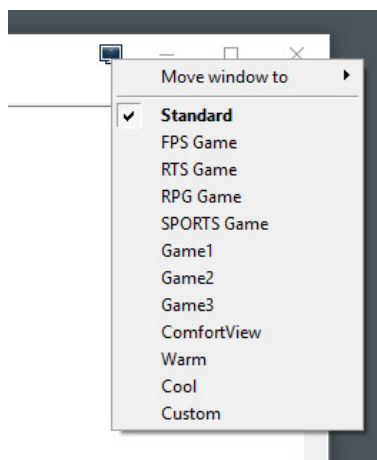 Move window to
Standard
FPS Game
RTS Game
RPG Game
SPORTS Game
Game1
Game2
Game3
ComfortView
Warm
Cool
Custom